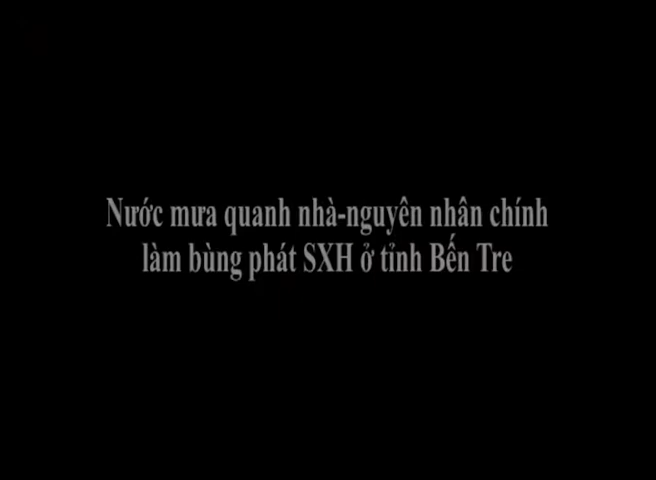 Nước mưa quanh nhà-nguyên nhân chính
làm bùng phát SXH ở tỉnh Bến Tre